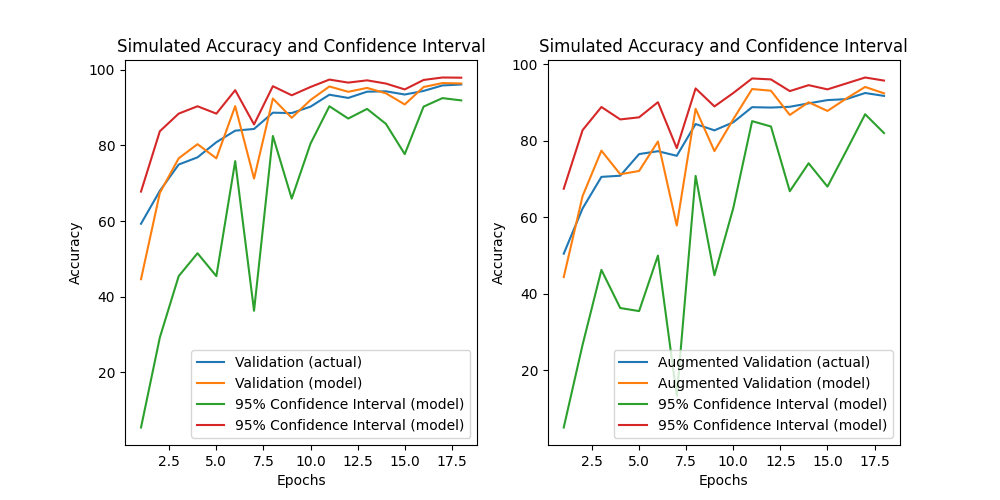 Simulated Accuracy and Confidence Interval
Accuracy
100
80
60
40
20
Validation (actual)
Validation (model)
95% Confidence Interval (model)
95% Confidence Interval (model)
2.5 5.0 7.5 10.0 12.5 15.0 17.5
Epochs
Simulated Accuracy and Confidence Interval
Accuracy
100
80
60
40
20
Augmented Validation (actual)
Augmented Validation (model)
95% Confidence Interval (model)
95% Confidence Interval (model)
2.5 5.0 7.5 10.0 12.5 15.0 17.5
Epochs